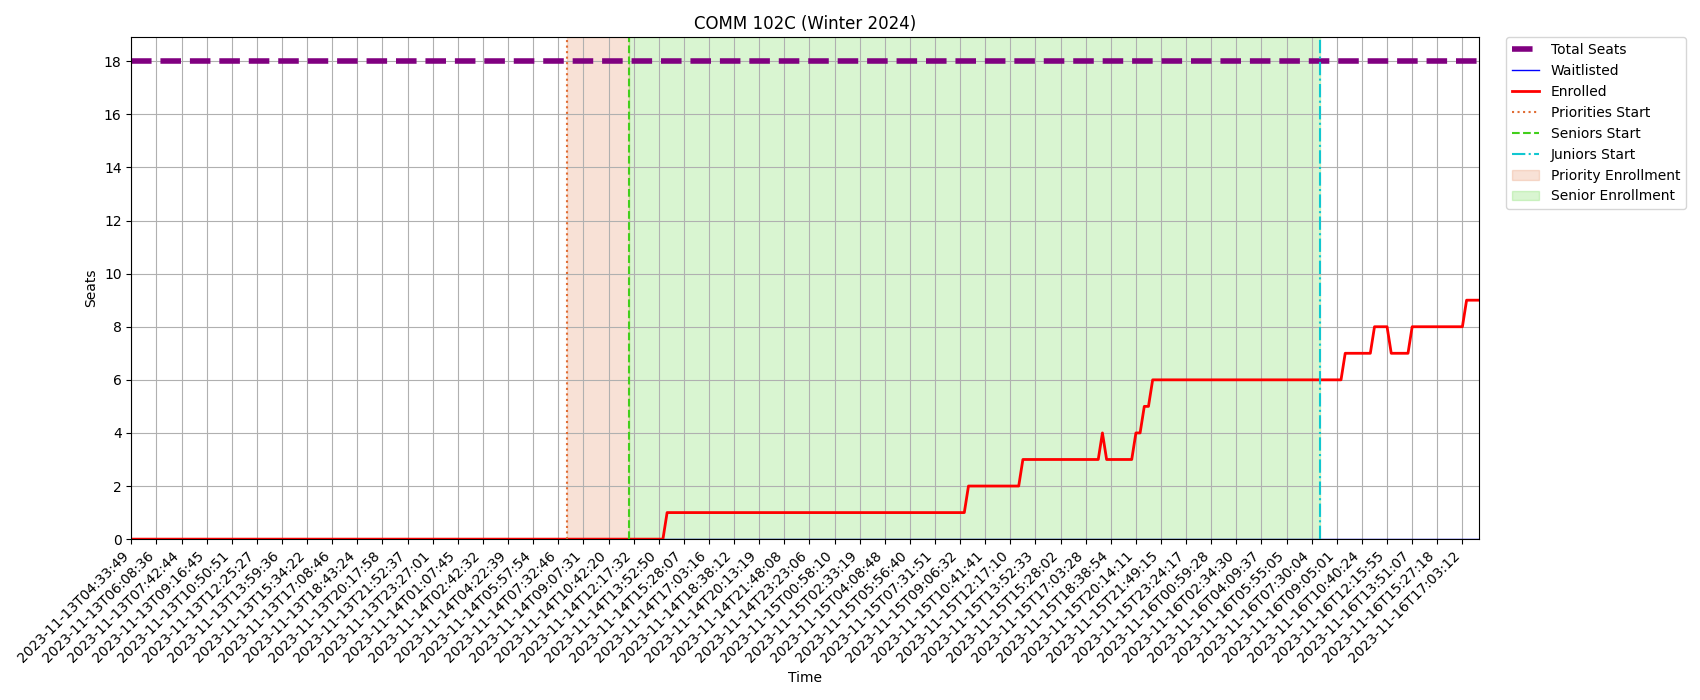 COMM 102C (Winter 2024)
18
16
14
12
10
8
6
4
2
0
Seats
2023-11-13T04:33:49
2023-11-13T06:08:36
2023-11-13T07:42:44
2023-11-13T09:16:45
2023-11-13T10:50:51
2023-11-13T12:25:27
2023-11-13T13:59:36
2023-11-13T15:34:22
2023-11-13T17:08:46
2023-11-13T18:43:24
2023-11-13T20:17:58
2023-11-13T21:52:37
2023-11-13T23:27:01
2023-11-14T01:07:45
2023-11-14T02:42:32
2023-11-14T04:22:39
2023-11-14T05:57:54
2023-11-14T07:32:46
2023-11-14T09:07:31
2023-11-14T10:42:20
2023-11-14T12:17:32
2023-11-14T13:52:50
2023-11-14T15:28:07
2023-11-14T17:03:16
2023-11-14T18:38:12
2023-11-14T20:13:19
2023-11-14T21:48:08
2023-11-14T23:23:06
2023-11-15T00:58:10
2023-11-15T02:33:19
2023-11-15T04:08:48
2023-11-15T05:56:40
2023-11-15T07:31:51
2023-11-15T09:06:32
2023-11-15T10:41:41
2023-11-15T12:17:10
2023-11-15T13:52:33
2023-11-15T15:28:02
2023-11-15T17:03:28
2023-11-15T18:38:54
2023-11-15T20:14:11
2023-11-15T21:49:15
2023-11-15T23:24:17
2023-11-16T00:59:28
2023-11-16T02:34:30
2023-11-16T04:09:37
2023-11-16T05:55:05
2023-11-16T07:30:04
2023-11-16T09:05:01
2023-11-16T10:40:24
2023-11-16T12:15:55
2023-11-16T13:51:07
2023-11-16T15:27:18
2023-11-16T17:03:12
Time
Total Seats
Waitlisted
Enrolled
Priorities Start
Seniors Start
Juniors Start
Priority Enrollment
Senior Enrollment